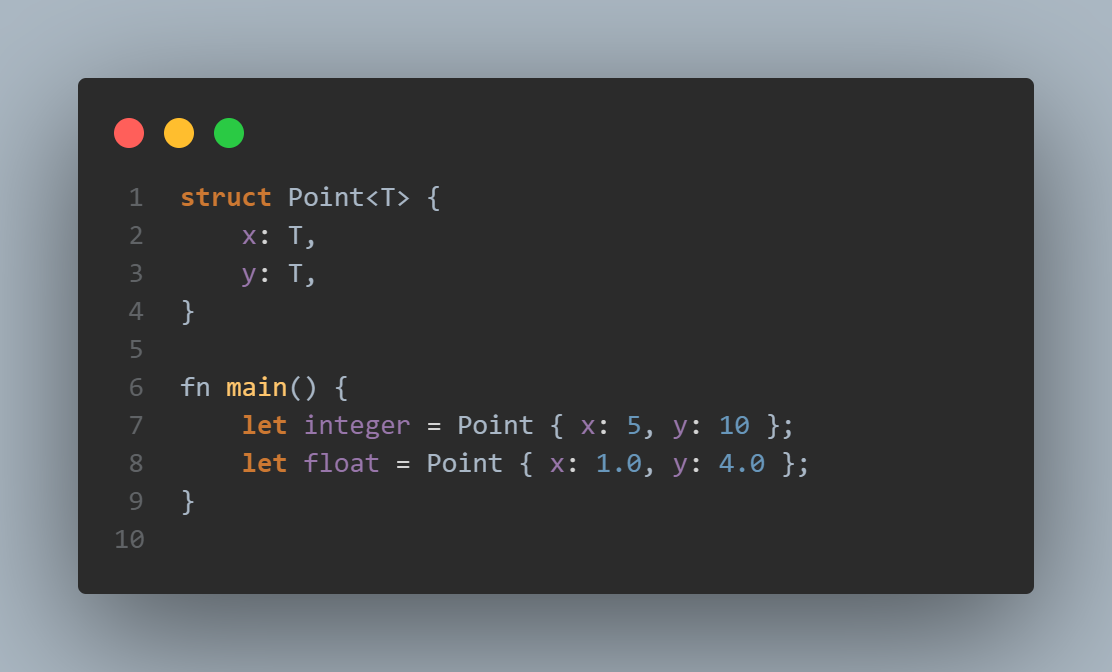 1 struct Point<T> {
2     x: T,
3     y: T,
4 }
5
6 fn main() {
7     let integer = Point { x: 5, y: 10 };
8     let float = Point { x: 1.0, y: 4.0 };
9 }
10